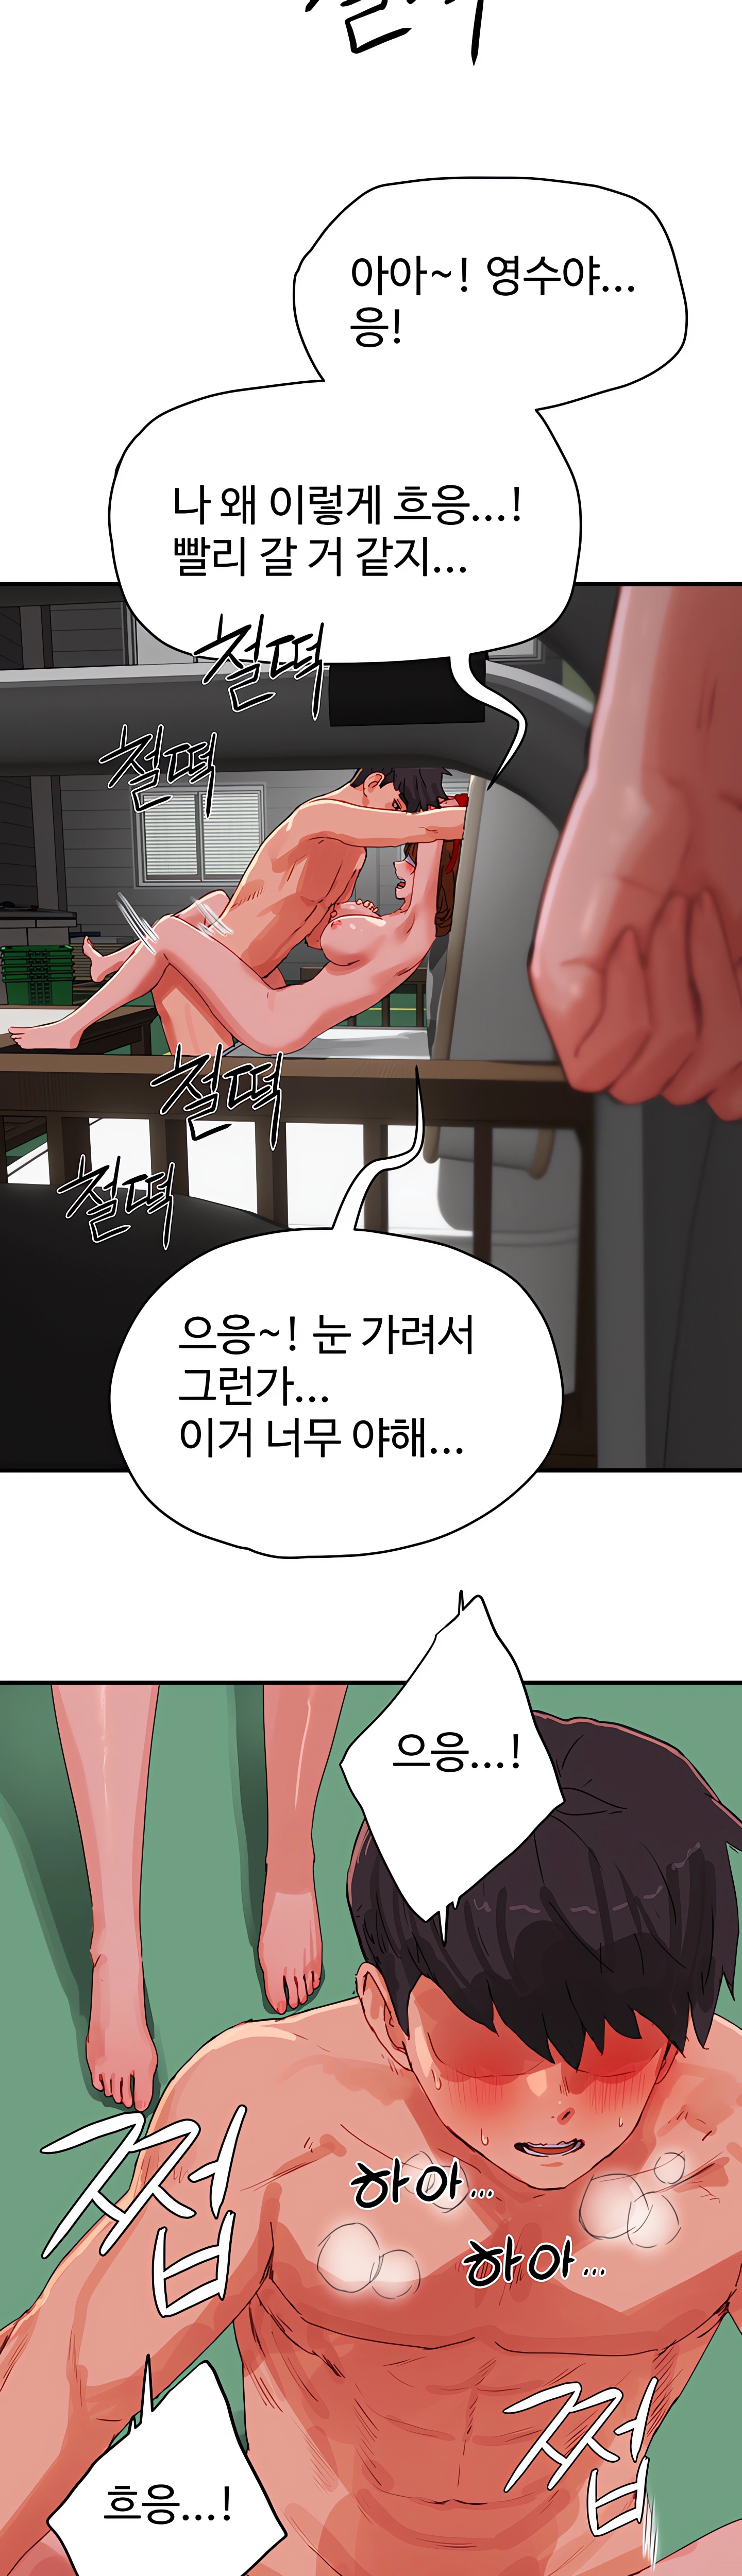 아아~! 영수야...
응!
나 왜 이렇게 흐응...!
빨리 갈 거 같지...
철떡
철떡
철떡
철떡
으응~! 눈 가려서
그런가...
이거 너무 야해...
으응...!
쩝
하아...
하아...
쩝
흐응...!